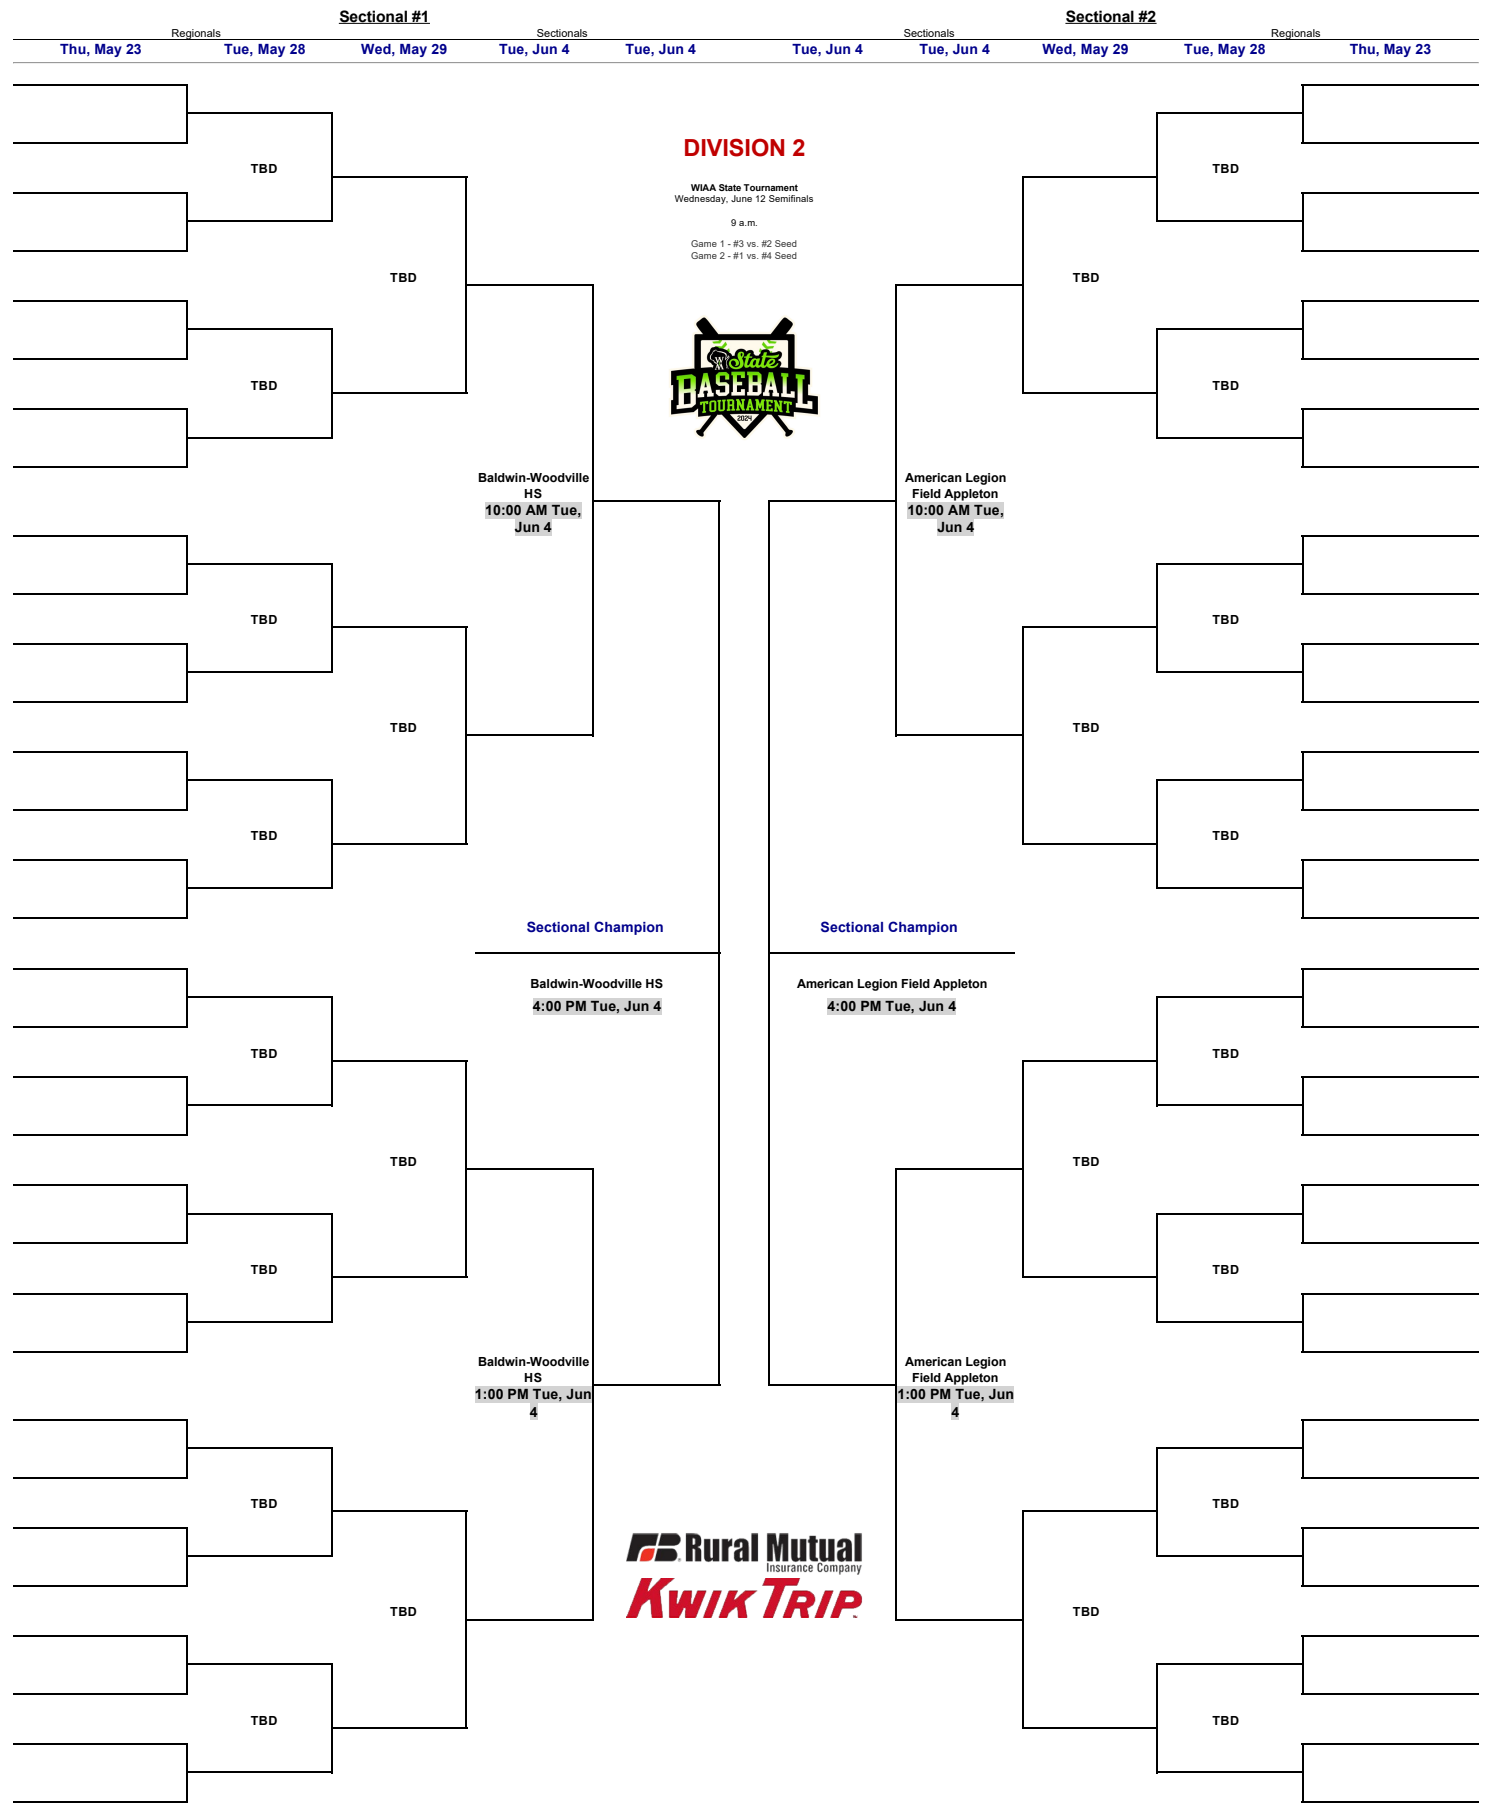 Sectional #1
Sectional #2
Regionals
Sectionals
Sectionals
Regionals
Thu, May 23
Tue, May 28
Wed, May 29
Tue, Jun 4
Tue, Jun 4
Tue, Jun 4
Tue, Jun 4
Wed, May 29
Tue, May 28
Thu, May 23
DIVISION 2
TBD
TBD
WIAA State Tournament
Wednesday, June 12 Semifinals
9 a.m.
Game 1 - #3 vs. #2 Seed
Game 2 - #1 vs. #4 Seed
TBD
TBD
State
BASEBALL
TOURNAMENT
2024
TBD
TBD
Baldwin-Woodville
HS
10:00 AM Tue,
Jun 4
American Legion
Field Appleton
10:00 AM Tue,
Jun 4
TBD
TBD
TBD
TBD
TBD
TBD
Sectional Champion
Sectional Champion
Baldwin-Woodville HS
4:00 PM Tue, Jun 4
American Legion Field Appleton
4:00 PM Tue, Jun 4
TBD
TBD
TBD
TBD
TBD
TBD
Baldwin-Woodville
HS
1:00 PM Tue, Jun
4
American Legion
Field Appleton
1:00 PM Tue, Jun
4
TBD
TBD
Rural Mutual
Insurance Company
KWIK TRIP
TBD
TBD
TBD
TBD